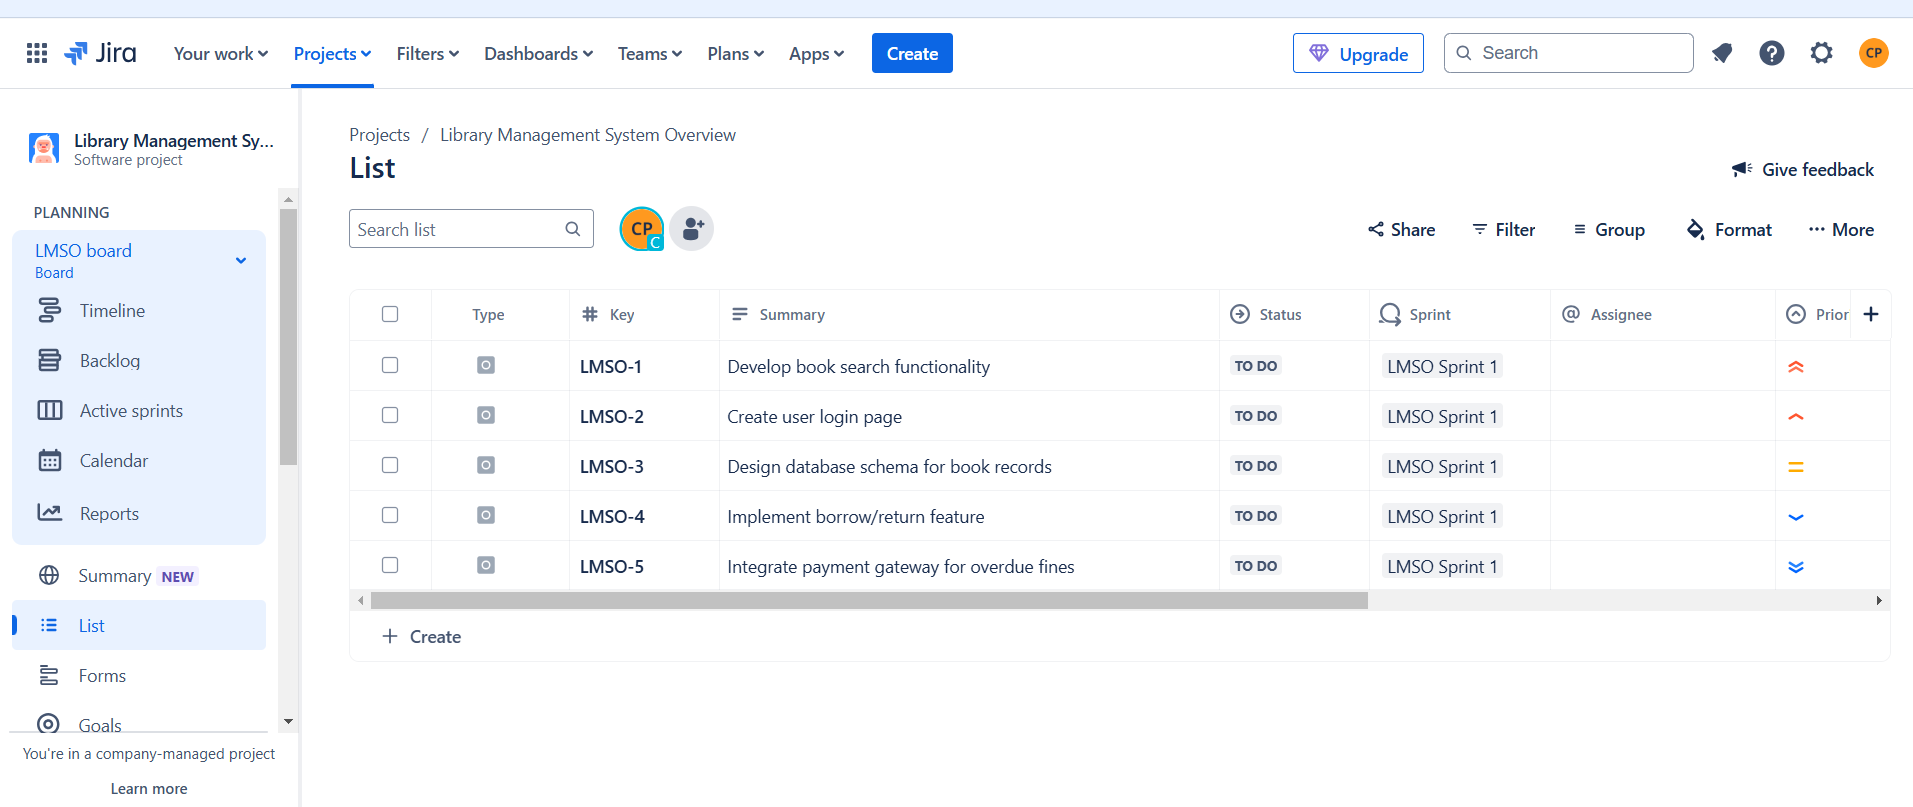 Jira Your work Projects Filters Dashboards Teams Plans Apps Create Upgrade Search CP
Library Management Sy...
Software project
PLANNING
LMSO board
Board
Timeline
Backlog
Active sprints
Calendar
Reports
Summary NEW
List
Forms
Goals
You're in a company-managed project
Learn more
Projects / Library Management System Overview
List
Give feedback
Search list CP C Share Filter Group Format More
Type Key Summary Status Sprint @ Assignee Prior
LMSO-1 Develop book search functionality TO DO LMSO Sprint 1
LMSO-2 Create user login page TO DO LMSO Sprint 1
LMSO-3 Design database schema for book records TO DO LMSO Sprint 1
LMSO-4 Implement borrow/return feature TO DO LMSO Sprint 1
LMSO-5 Integrate payment gateway for overdue fines TO DO LMSO Sprint 1
+ Create